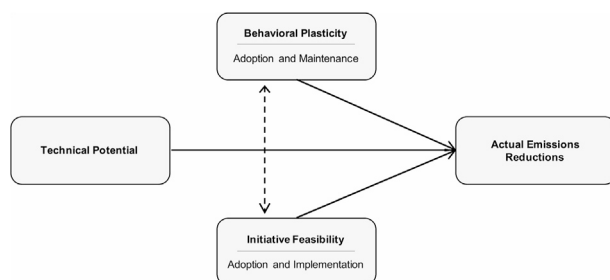 Behavioral Plasticity
Adoption and Maintenance
Technical Potential
Actual Emissions
Reductions
Initiative Feasibility
Adoption and Implementation